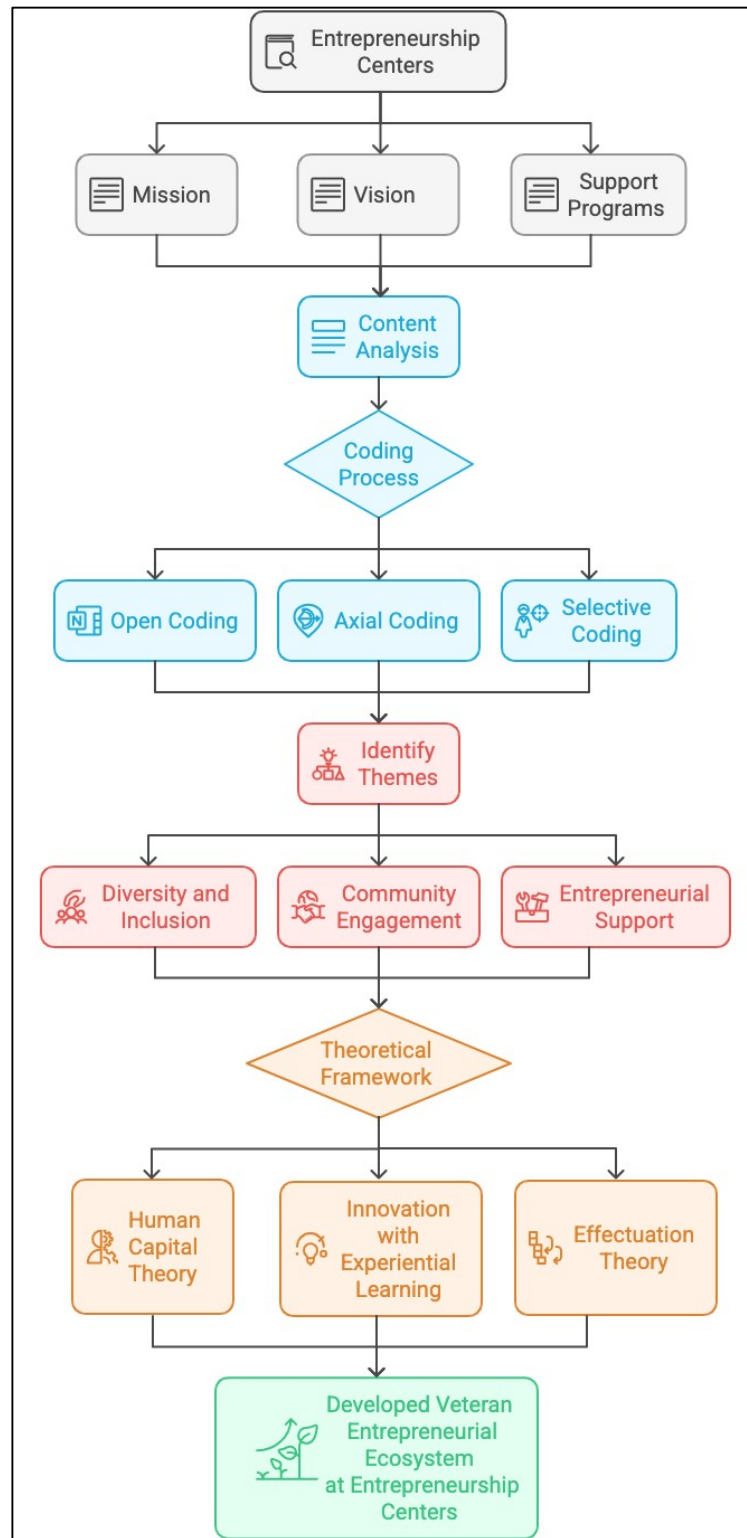 Entrepreneurship
Centers
Mission
Vision
Support
Programs
Content
Analysis
Coding
Process
N
Open Coding
Axial Coding
Selective
Coding
Identify
Themes
Diversity and
Inclusion
Community
Engagement
Entrepreneurial
Support
Theoretical
Framework
Human
Capital
Theory
Innovation
with
Experiential
Learning
Effectuation
Theory
Developed Veteran
Entrepreneurial
Ecosystem
at Entrepreneurship
Centers